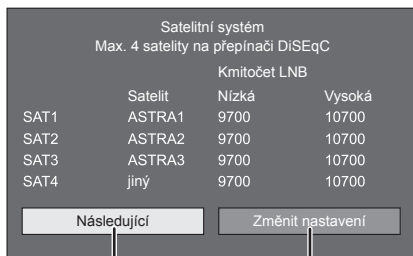 Satelitní systém
Max. 4 satelity na přepínači DiSEqC
Kmitočet LNB
Satelit Nízká Vysoká
SAT1 ASTRA1 9700 10700
SAT2 ASTRA2 9700 10700
SAT3 ASTRA3 9700 10700
SAT4 jiný 9700 10700
Následující Změnit nastavení